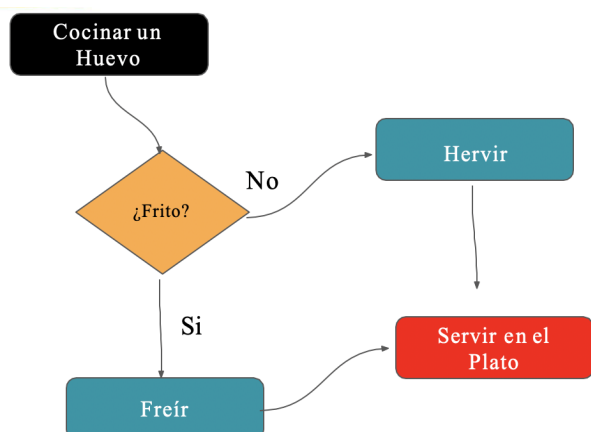 Cocinar un
Huevo
¿Frito?
No
Hervir
Si
Servir en el
Plato
Freír